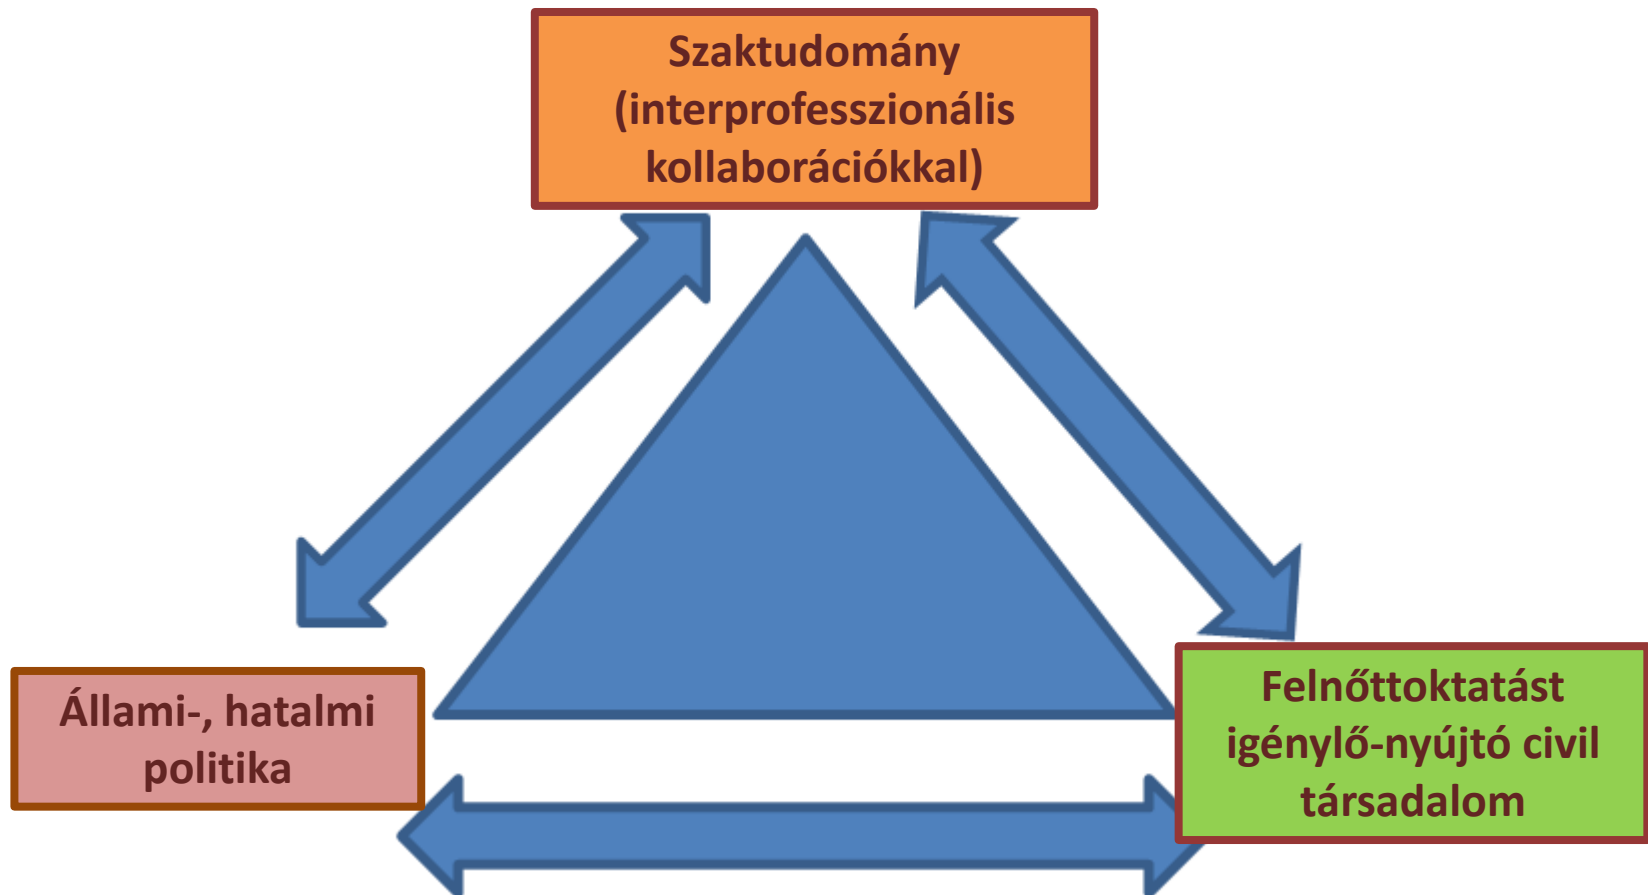 Szaktudomány
(interprofesszionális
kollaborációkkal)
Állami-, hatalmi
politika
Felnőttoktatást
igénylő-nyújtó civil
társadalom